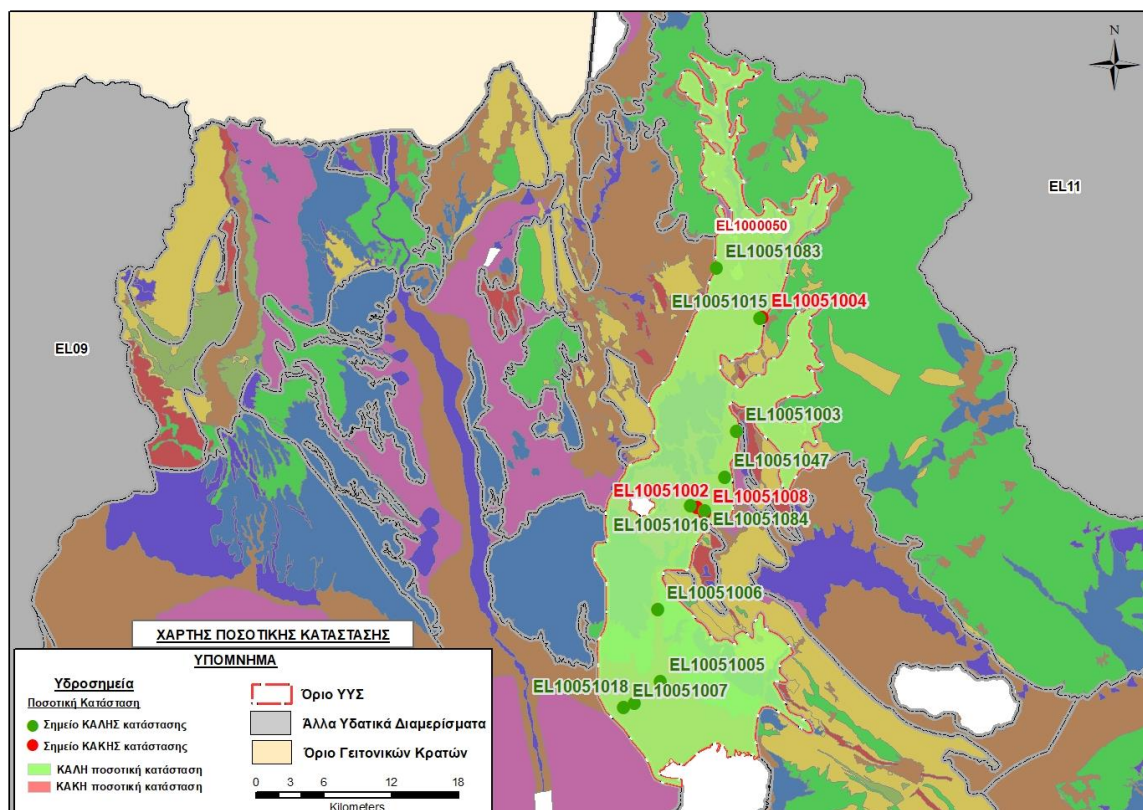 N
EL11
EL1000050
EL10051083
EL10051015
EL10051004
EL09
EL10051003
EL10051047
EL10051002
EL10051008
EL10051016
EL10051084
EL10051006
EL10051005
EL10051018
EL10051007
ΧΑΡΤΗΣ ΠΟΣΟΤΙΚΗΣ ΚΑΤΑΣΤΑΣΗΣ
ΥΠΟΜΝΗΜΑ
Υδροσημεία
Ποσοτική Κατάσταση
Σημείο ΚΑΛΗΣ κατάστασης
Σημείο ΚΑΚΗΣ κατάστασης
ΚΑΛΗ ποσοτική κατάσταση
ΚΑΚΗ ποσοτική κατάσταση
Όριο ΥΥΣ
Άλλα Υδατικά Διαμερίσματα
Όριο Γειτονικών Κρατών
0 3 6 12 18
Kilometers